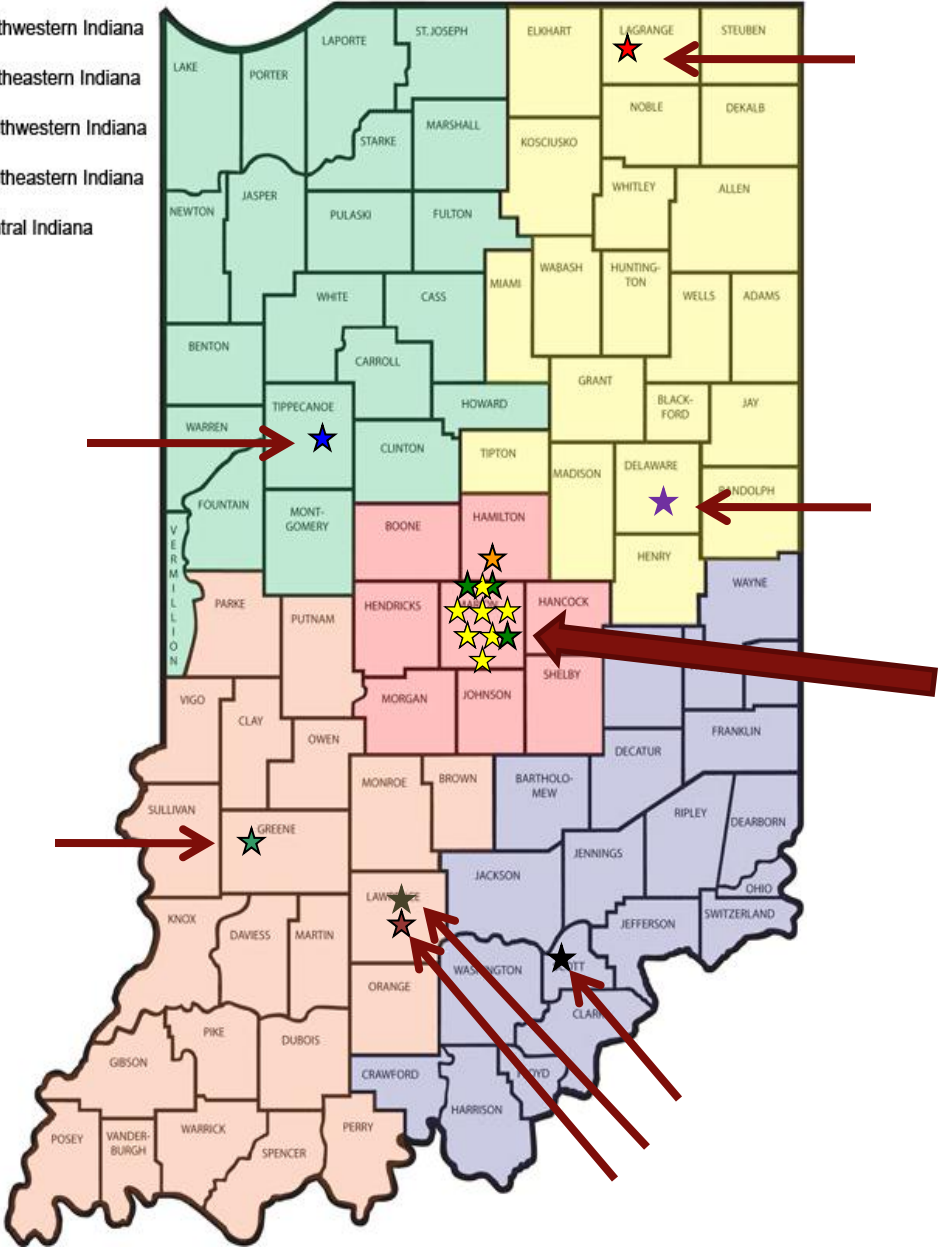 thwestern Indiana
theastern Indiana
thwestern Indiana
theastern Indiana
tral Indiana
LAKE
PORTER
LAPORTE
ST. JOSEPH
ELKHART
LAGRANGE
STEUBEN
NOBLE
DEKALB
STARKE
MARSHALL
KOSCIUSKO
NEWTON
JASPER
PULASKI
FULTON
WHITLEY
ALLEN
WHITE
CASS
MIAMI
WABASH
HUNTING-
TON
WELLS
ADAMS
BENTON
CARROLL
GRANT
BLACK-
FORD
JAY
WARREN
TIPPECANOE
HOWARD
CLINTON
TIPTON
MADISON
DELAWARE
RANDOLPH
FOUNTAIN
MONT-
GOMERY
BOONE
HAMILTON
HENRY
WAYNE
VERMILLION
PARKE
PUTNAM
HENDRICKS
MARION
HANCOCK
SHELBY
MORGAN
JOHNSON
VIGO
CLAY
OWEN
DECATUR
FRANKLIN
SULLIVAN
GREENE
MONROE
BROWN
BARTHOLO-
MEW
RIPLEY
DEARBORN
JENNINGS
JACKSON
OHIO
SWITZERLAND
JEFFERSON
KNOX
DAVIESS
MARTIN
LAWRENCE
ORANGE
WASHINGTON
SCOTT
CLARK
GIBSON
PIKE
DUBOIS
CRAWFORD
FLOYD
HARRISON
POSEY
VANDER-
BURGH
WARRICK
SPENCER
PERRY